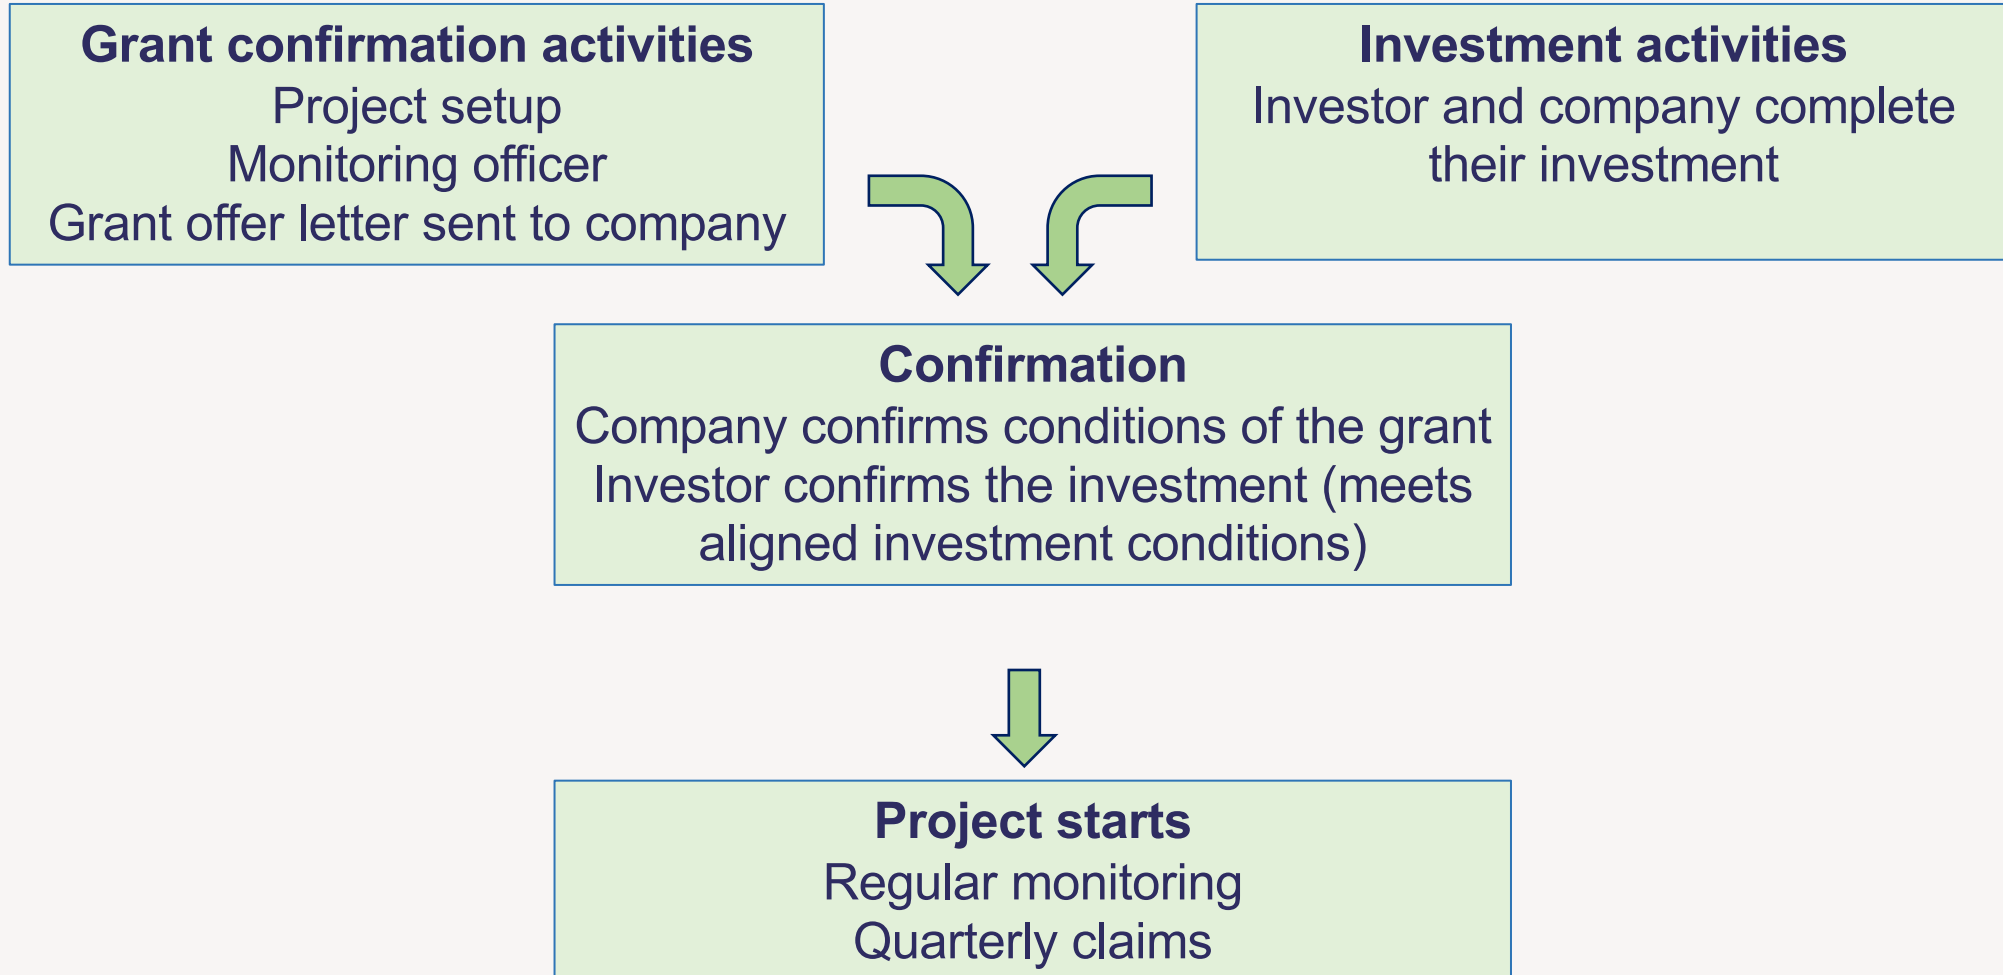 Grant confirmation activities
Project setup
Monitoring officer
Grant offer letter sent to company
Investment activities
Investor and company complete
their investment
Confirmation
Company confirms conditions of the grant
Investor confirms the investment (meets
aligned investment conditions)
Project starts
Regular monitoring
Quarterly claims